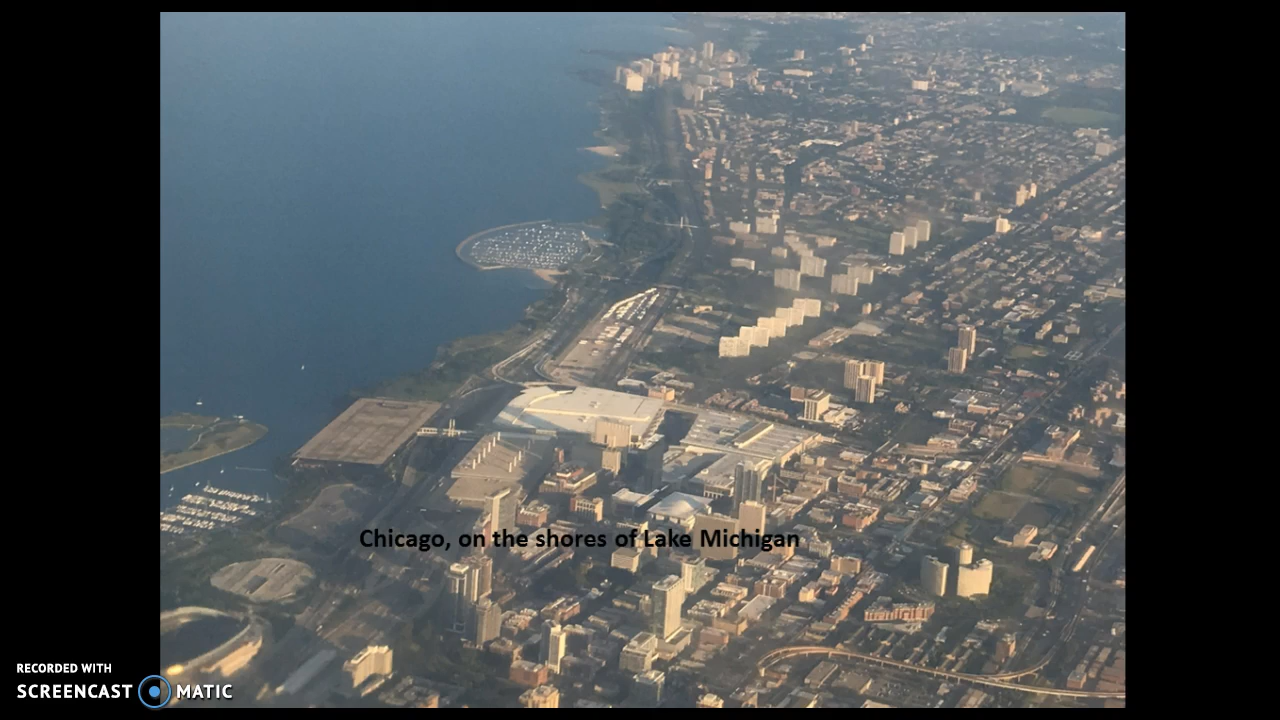 Chicago, on the shores of Lake Michigan
RECORDED WITH
SCREENCAST MATIC